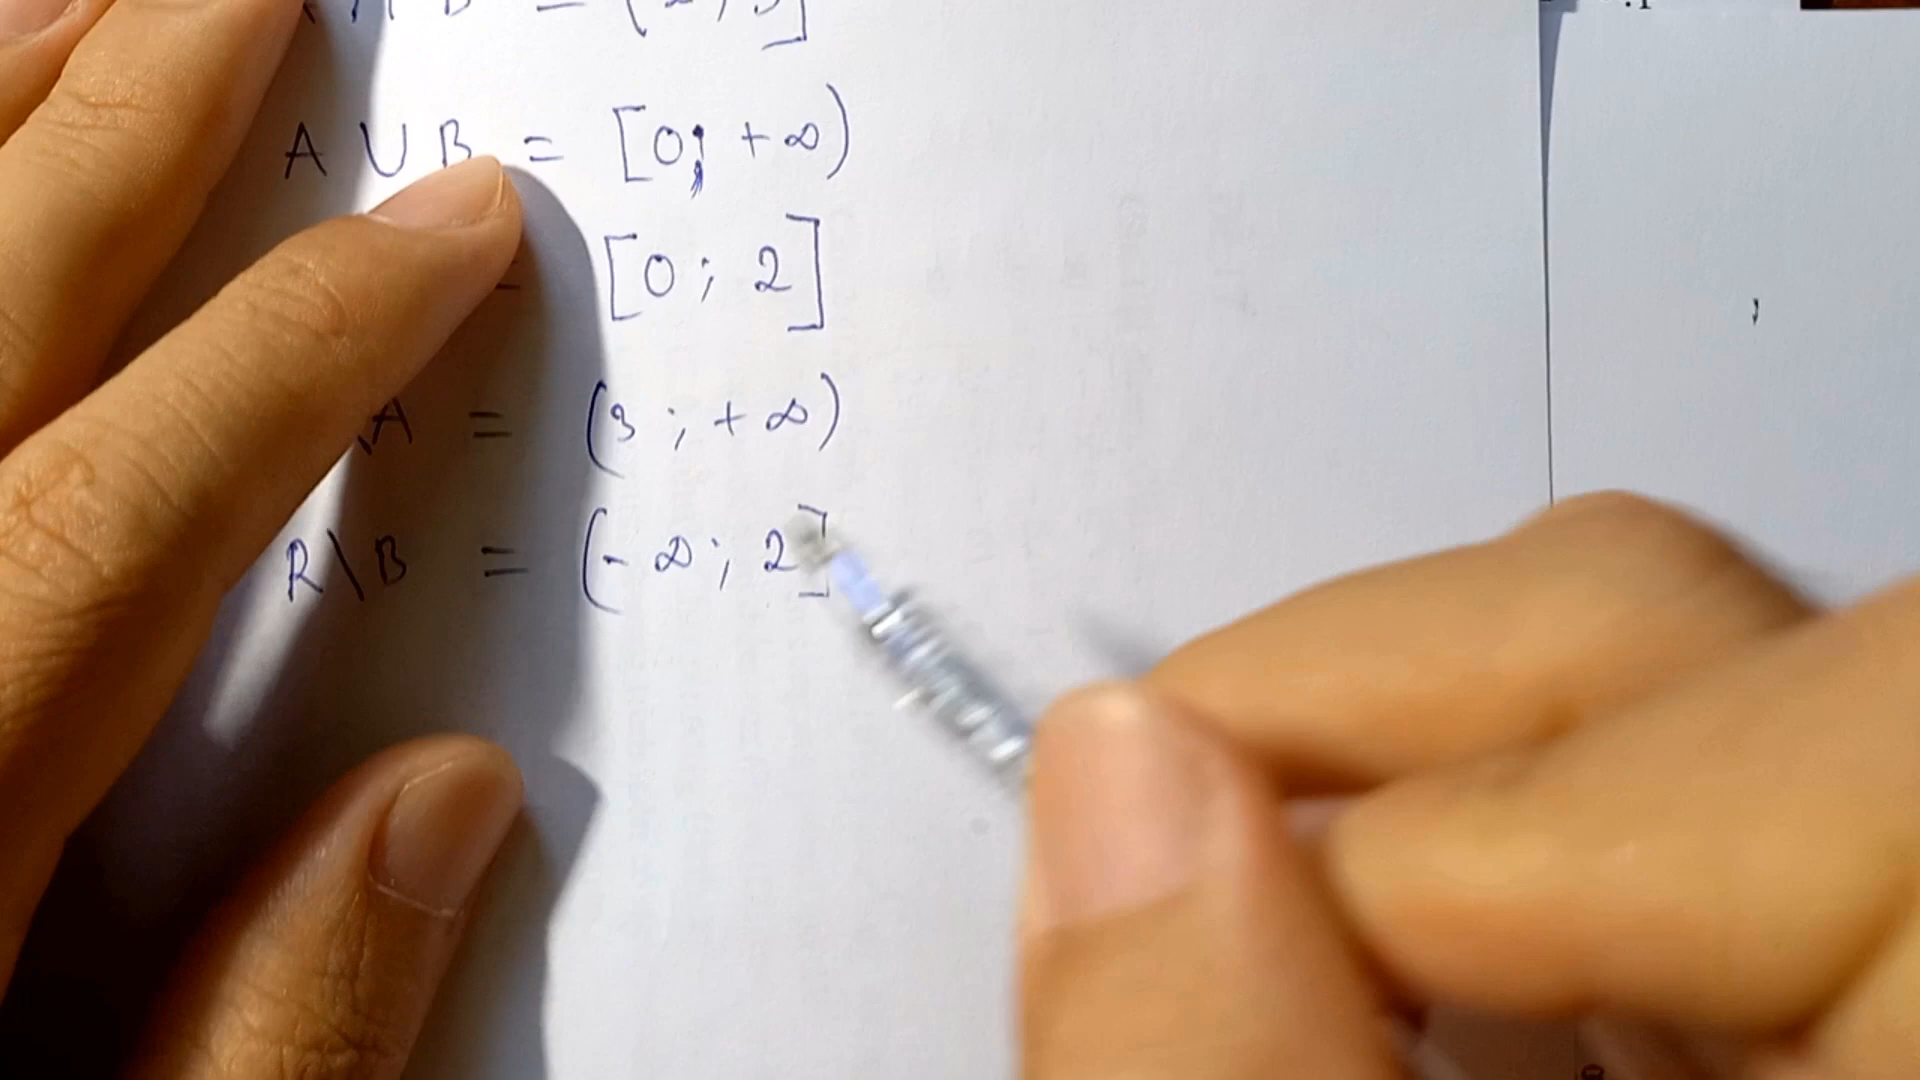 A ∪ B = [0; +∞)
= [0; 2]
\A = (3; +∞)
R\B = (-∞; 2]